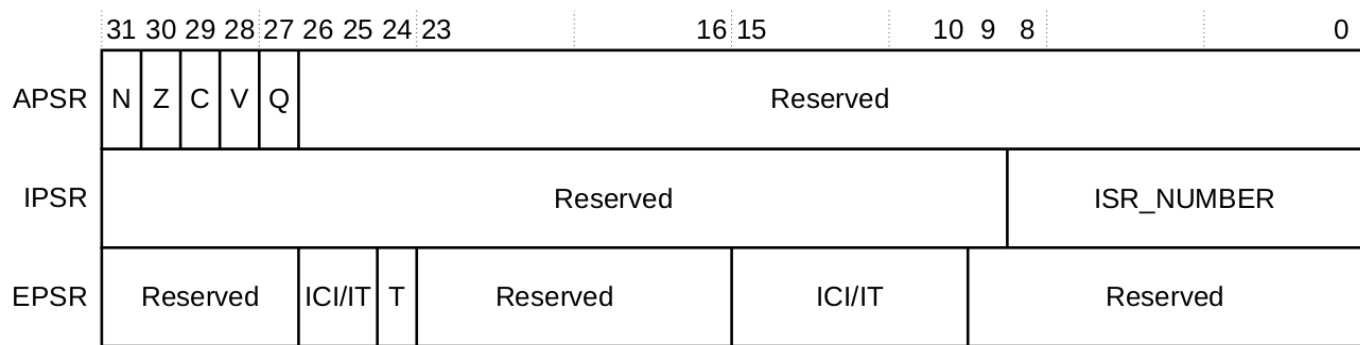 31 30 29 28 27 26 25 24 23 16 15 10 9 8 0
APSR N Z C V Q Reserved
IPSR Reserved ISR_NUMBER
EPSR Reserved ICI/IT T Reserved ICI/IT Reserved